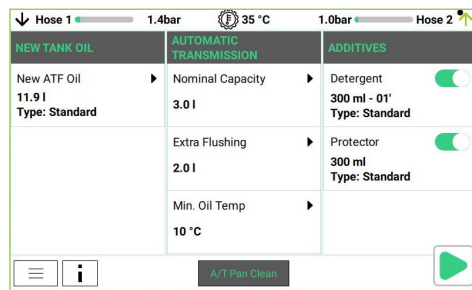 Hose 1 1.4bar 35 °C 1.0bar Hose 2
NEW TANK OIL
New ATF Oil
11.9 l
Type: Standard
AUTOMATIC
TRANSMISSION
Nominal Capacity
3.0 l
Extra Flushing
2.0 l
Min. Oil Temp
10 °C
ADDITIVES
Detergent
300 ml - 01'
Type: Standard
Protector
300 ml
Type: Standard
i
A/T Pan Clean